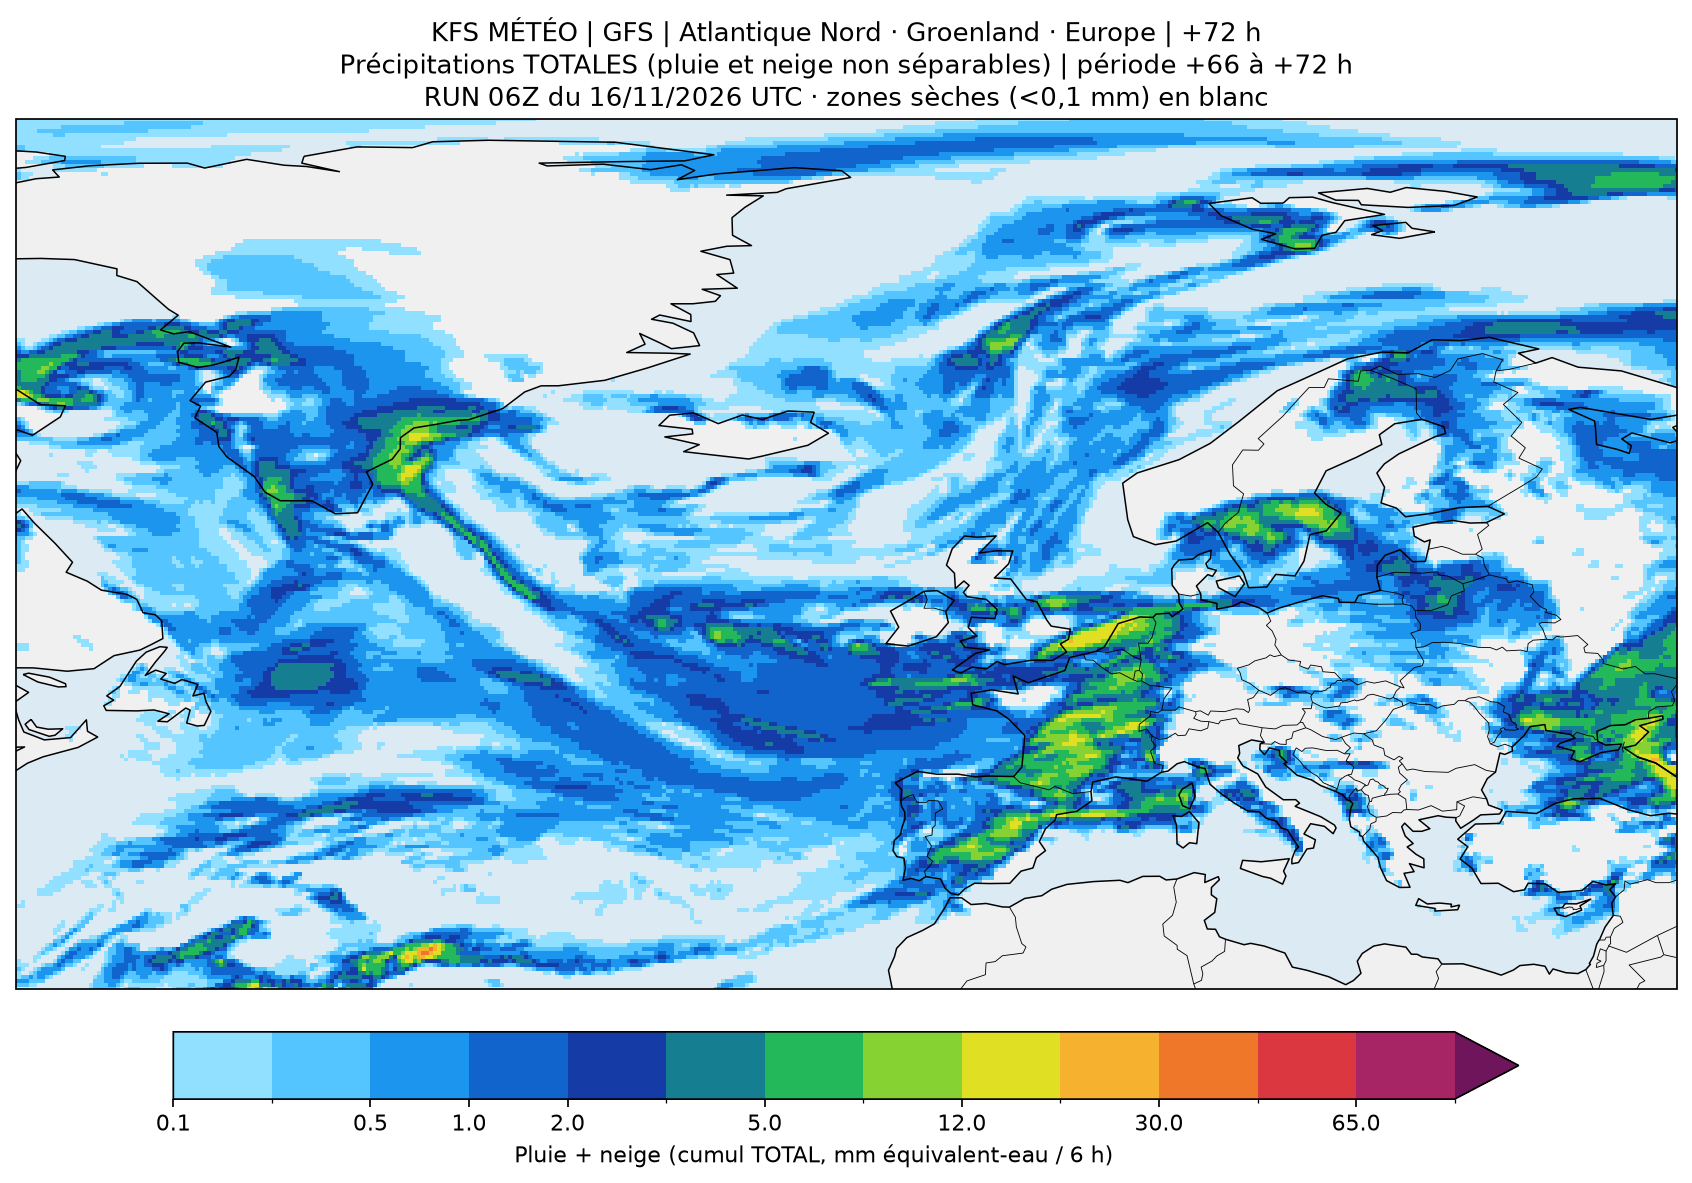 KFS MÉTÉO | GFS | Atlantique Nord · Groenland · Europe | +72 h
Précipitations TOTALES (pluie et neige non séparables) | période +66 à +72 h
RUN 06Z du 16/11/2026 UTC · zones sèches (<0,1 mm) en blanc
0.1 0.5 1.0 2.0 5.0 12.0 30.0 65.0
Pluie + neige (cumul TOTAL, mm équivalent-eau / 6 h)